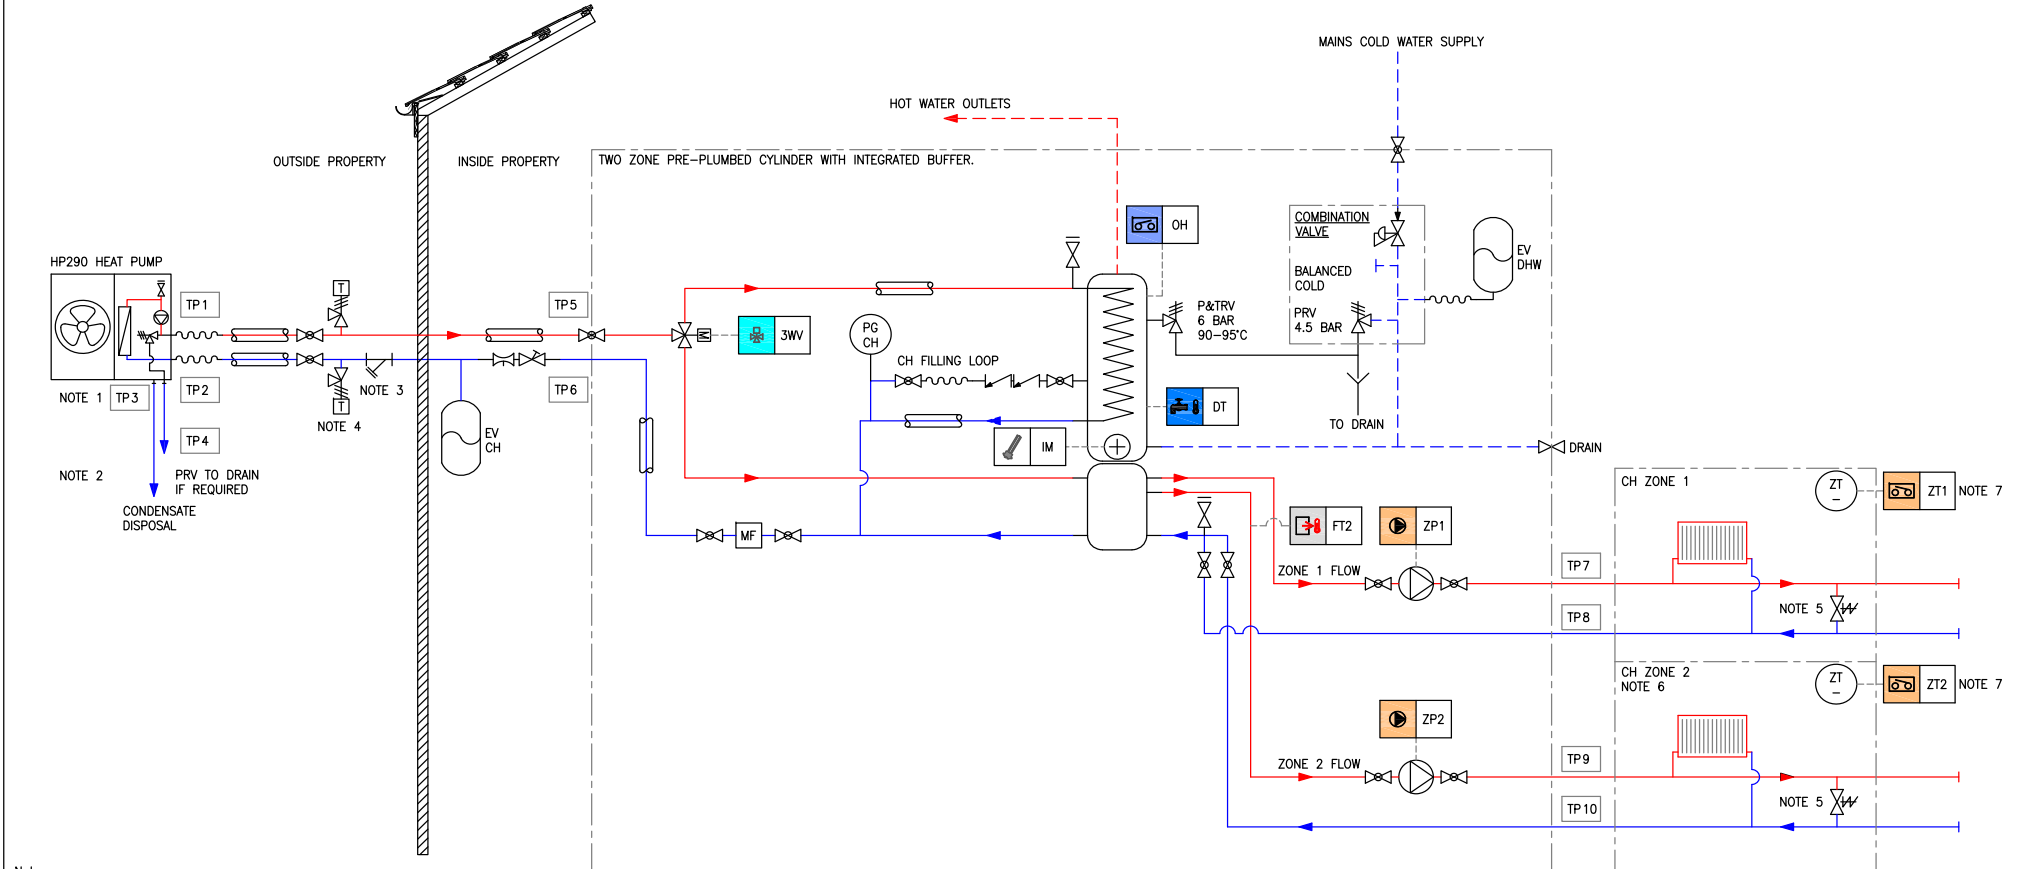 MAINS COLD WATER SUPPLY
HOT WATER OUTLETS
OUTSIDE PROPERTY
INSIDE PROPERTY
TWO ZONE PRE-PLUMBED CYLINDER WITH INTEGRATED BUFFER.
OH
COMBINATION
VALVE
EV
DHW
BALANCED
COLD
PRV
4.5 BAR
P&TRV
6 BAR
90-95°C
TO DRAIN
HP290 HEAT PUMP
TP1
T
TP5
M
3WV
PG
CH
CH FILLING LOOP
TP2
TP3
NOTE 1
NOTE 3
TP6
T
NOTE 4
DT
TP4
EV
CH
IM
DRAIN
NOTE 2
PRV TO DRAIN
IF REQUIRED
CONDENSATE
DISPOSAL
MF
FT2
ZP1
CH ZONE 1
ZT
-
ZT1
NOTE 7
ZONE 1 FLOW
TP7
TP8
NOTE 5
CH ZONE 2
NOTE 6
ZT
-
ZT2
NOTE 7
ZP2
ZONE 2 FLOW
TP9
TP10
NOTE 5